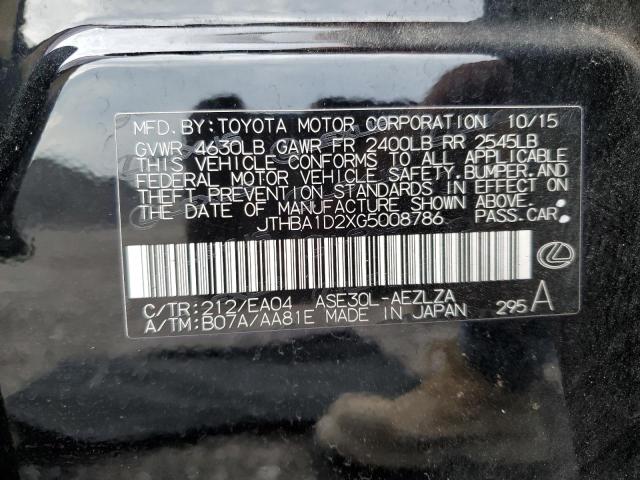 MFD.BY:TOYOTA MOTOR CORPORATION 10/15
GVWR 4630LB GAWR FR 2400LB RR 2545LB
THIS VEHICLE CONFORMS TO ALL APPLICABLE
FEDERAL MOTOR VEHICLE SAFETY,BUMPER,AND
THEFT PREVENTION STANDARDS IN EFFECT ON
THE DATE OF MANUFACTURE SHOWN ABOVE.
JTHBA1D2XG5008786 PASS.CAR
C/TR:212/EA04 ASE30L-AEZLZA
A/TM:B07A/AA81E MADE IN JAPAN 295 A